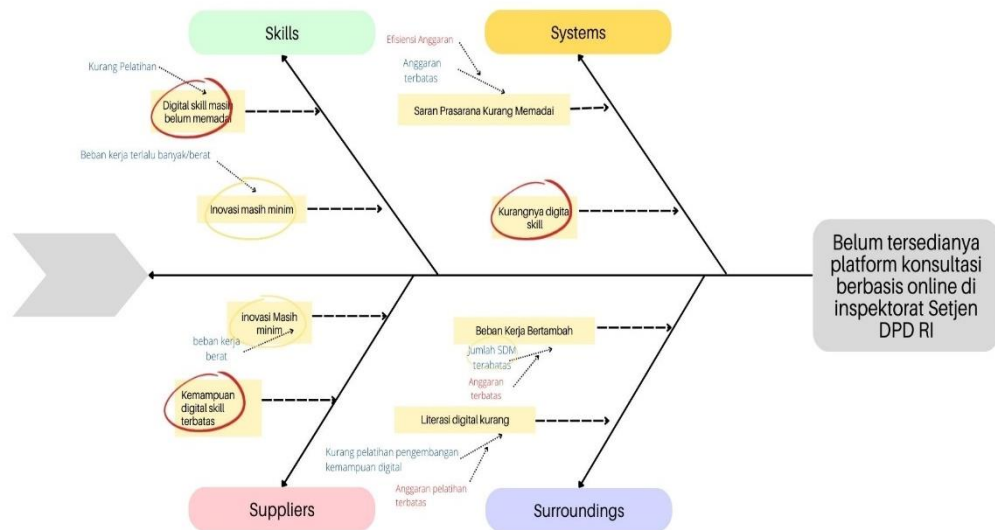 Skills
Systems
Kurang Pelatihan
Digital skill masih
belum memadai
Beban kerja terlalu banyak/berat
Inovasi masih minim
Efisiensi Anggaran
Anggaran
terbatas
Saran Prasarana Kurang Memadai
Kurangnya digital
skill
Belum tersedianya
platform konsultasi
berbasis online di
inspektorat Setjen
DPD RI
inovasi Masih
minim
beban kerja
berat
Kemampuan
digital skill
terbatas
Beban Kerja Bertambah
Jumlah SDM
terabatas
Anggaran
terbatas
Literasi digital kurang
Kurang pelatihan pengembangan
kemampuan digital
Anggaran pelatihan
terbatas
Suppliers
Surroundings